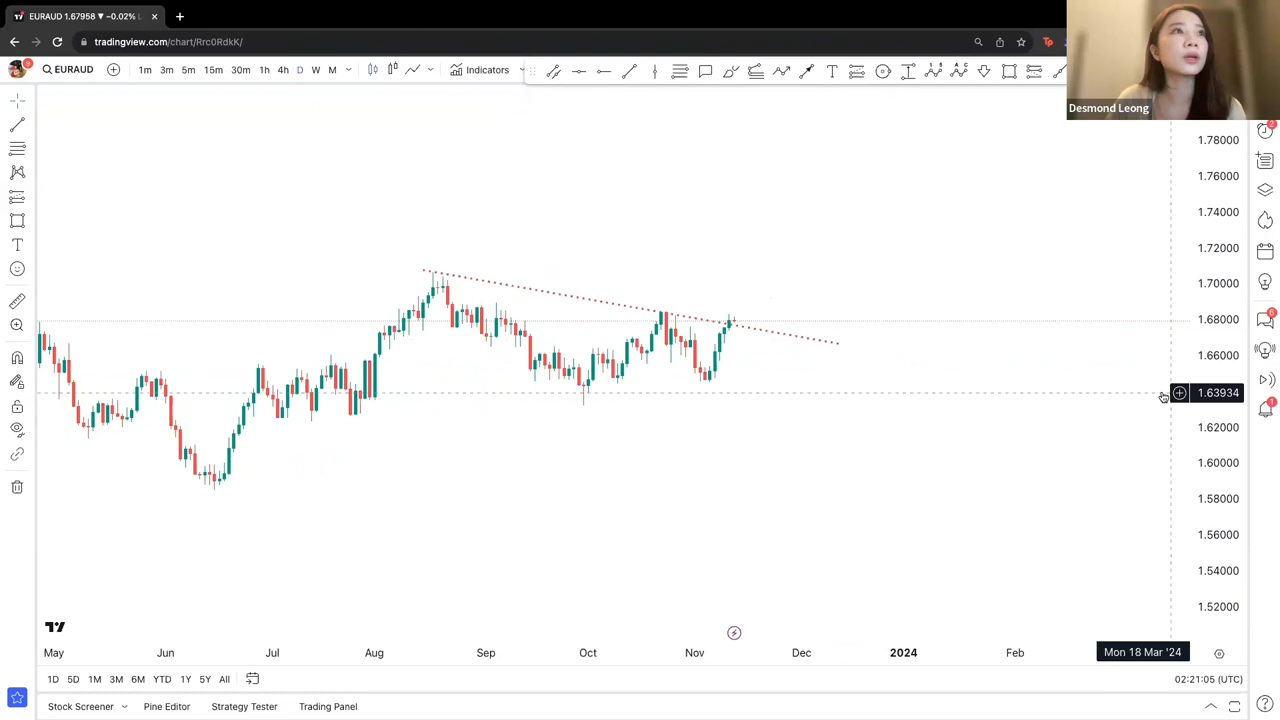 EURAUD 1.67958 ▼ −0.02%
tradingview.com/chart/Rrc0RdkK/
Desmond Leong
EURAUD
1m 3m 5m 15m 30m 1h 4h D W M
Indicators
1.78000
1.76000
1.74000
1.72000
1.70000
1.68000
1.66000
1.63934
1.62000
1.60000
1.58000
1.56000
1.54000
1.52000
May Jun Jul Aug Sep Oct Nov Dec 2024 Feb Mon 18 Mar '24
1D 5D 1M 3M 6M YTD 1Y 5Y All
02:21:05 (UTC)
Stock Screener Pine Editor Strategy Tester Trading Panel